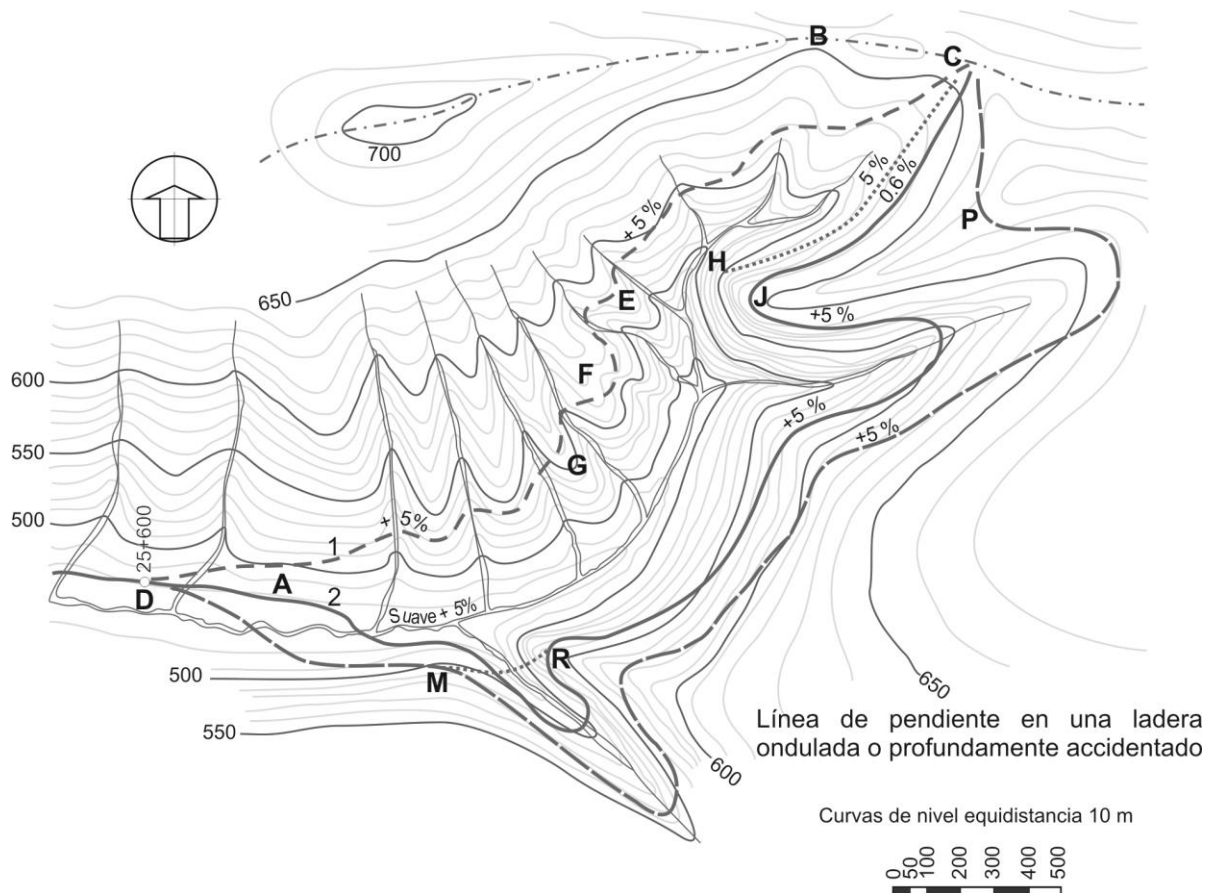 B
C
700
5 %
0.6 %
P
+ 5 %
H
650
E
J
+5 %
600
F
+5 %
+5 %
550
G
500
25+600
1
+ 5%
A
D
2
Suave + 5%
R
500
M
650
550
600
Línea de pendiente en una ladera
ondulada o profundamente accidentado
Curvas de nivel equidistancia 10 m
0 50 100 200 300 400 500